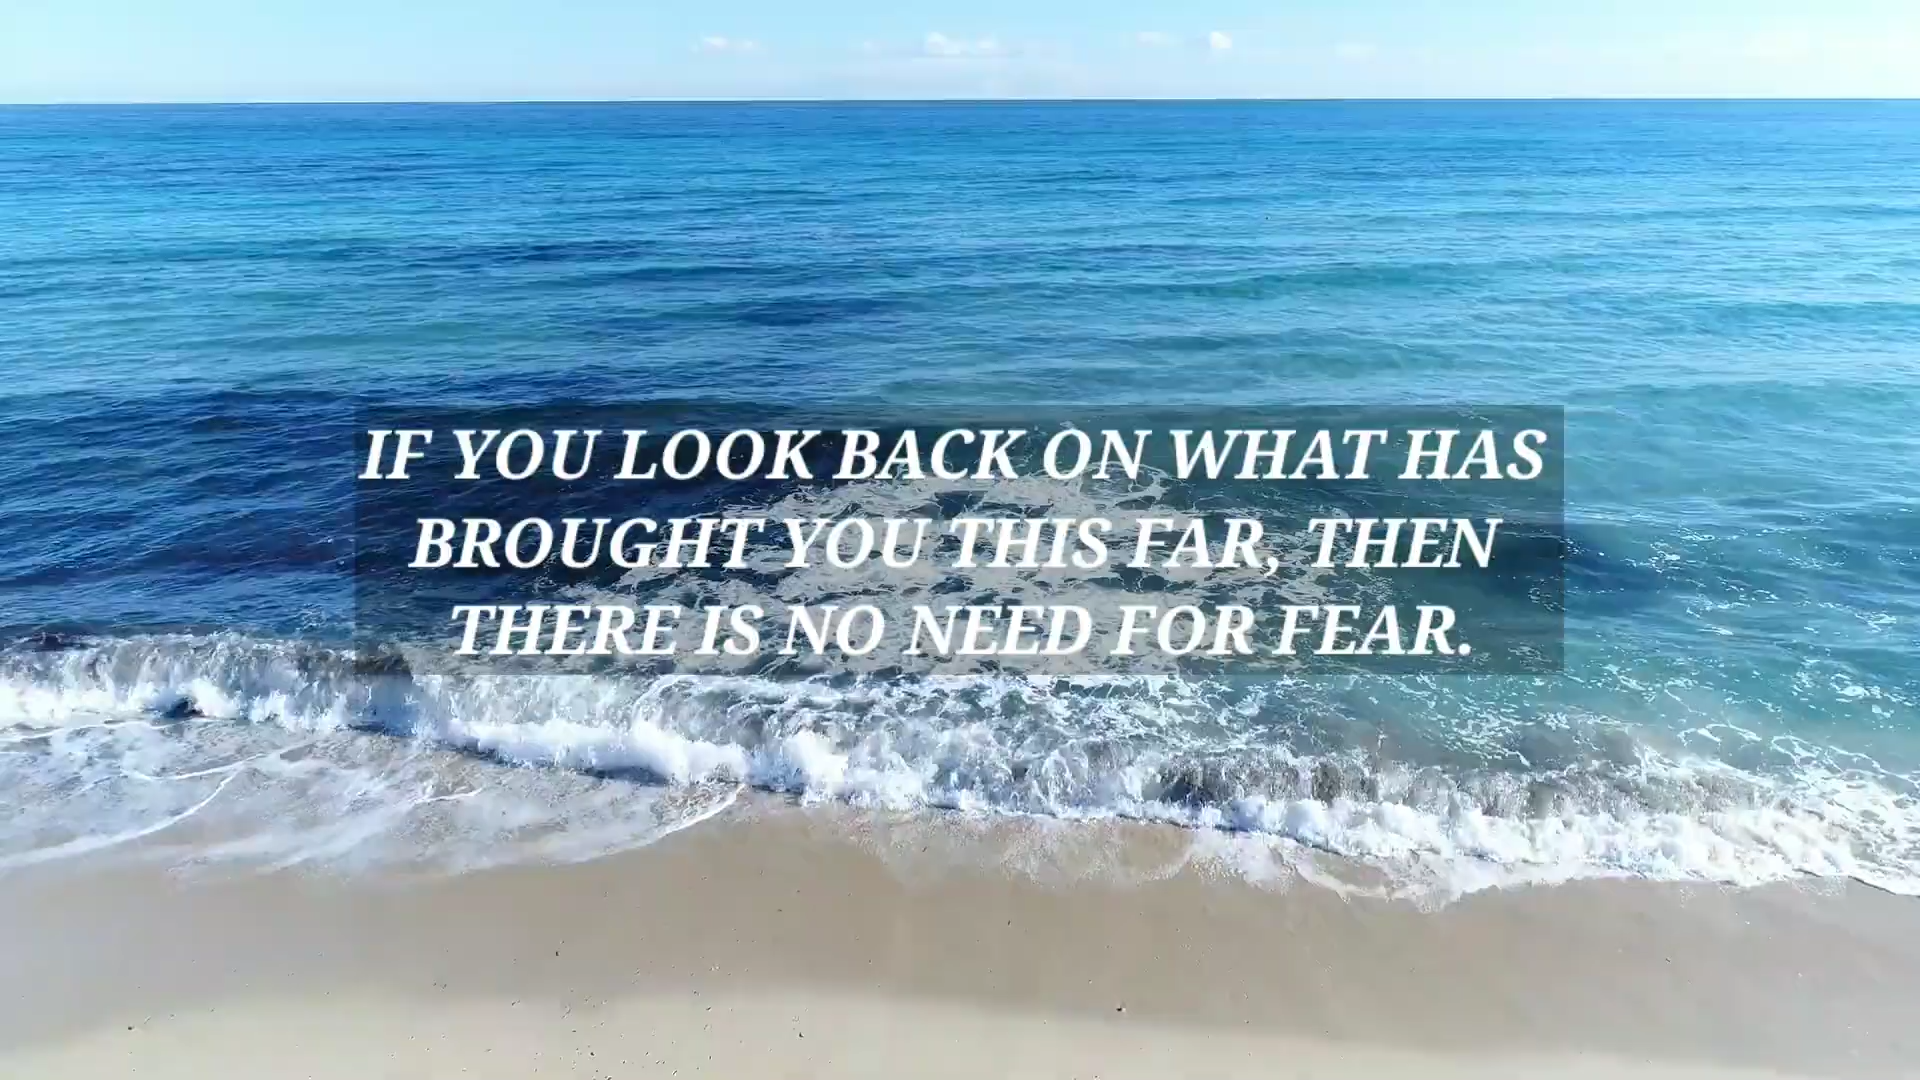 IF YOU LOOK BACK ON WHAT HAS
BROUGHT YOU THIS FAR, THEN
THERE IS NO NEED FOR FEAR.